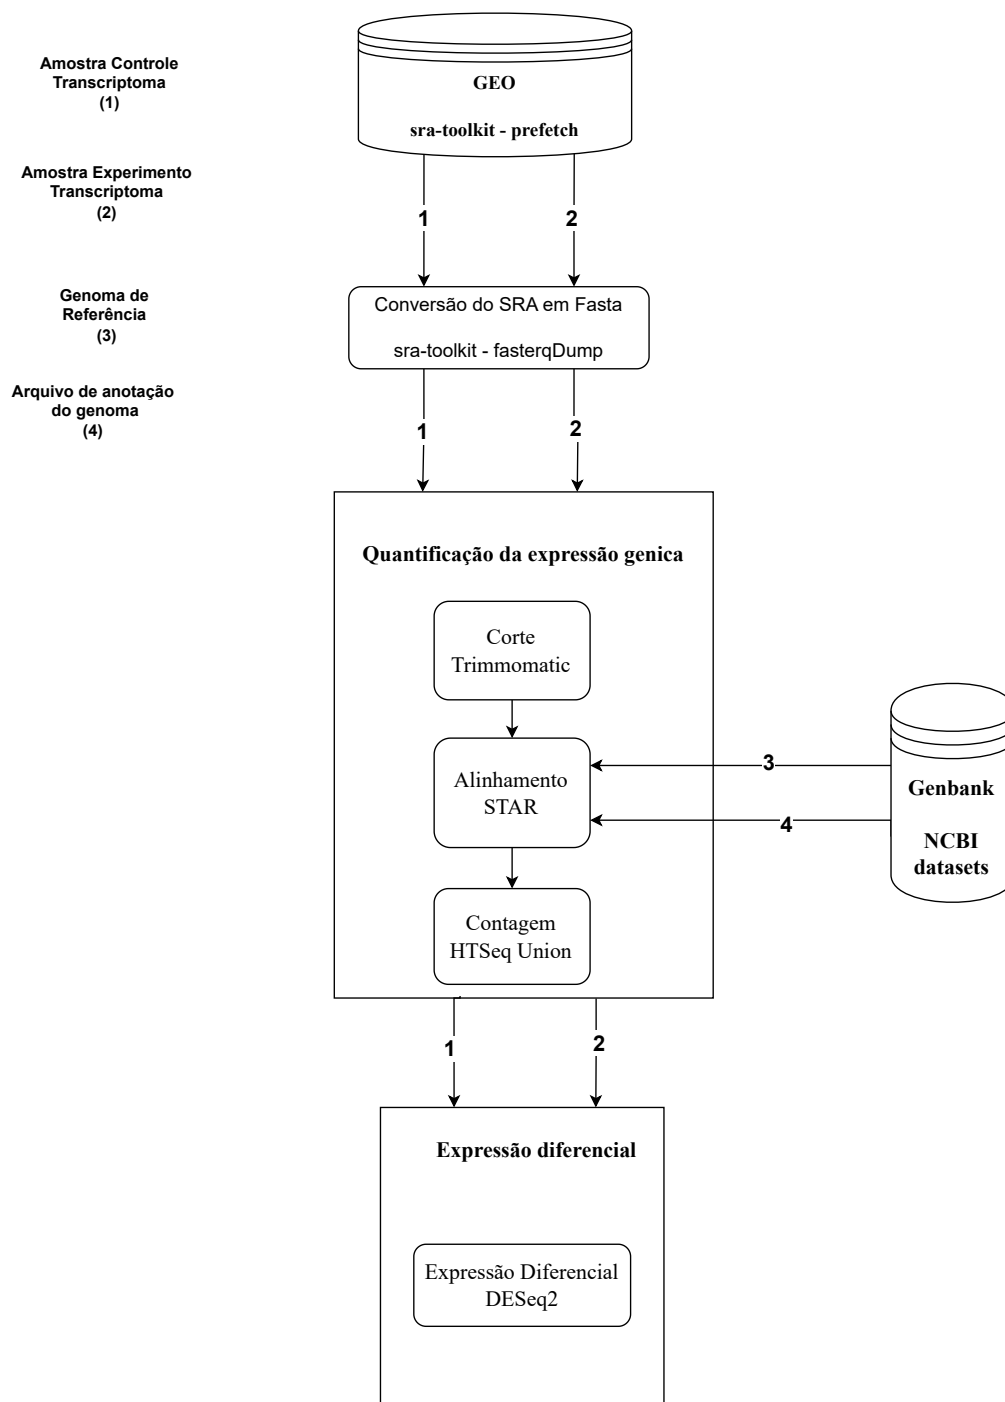 Amostra Controle
Transcriptoma
(1)
GEO
sra-toolkit - prefetch
Amostra Experimento
Transcriptoma
(2)
1
2
Genoma de
Referência
(3)
Conversão do SRA em Fasta
sra-toolkit - fasterqDump
Arquivo de anotação
do genoma
(4)
1
2
Quantificação da expressão genica
Corte
Trimmomatic
Alinhamento
STAR
3
4
Genbank
NCBI
datasets
Contagem
HTSeq Union
1
2
Expressão diferencial
Expressão Diferencial
DESeq2